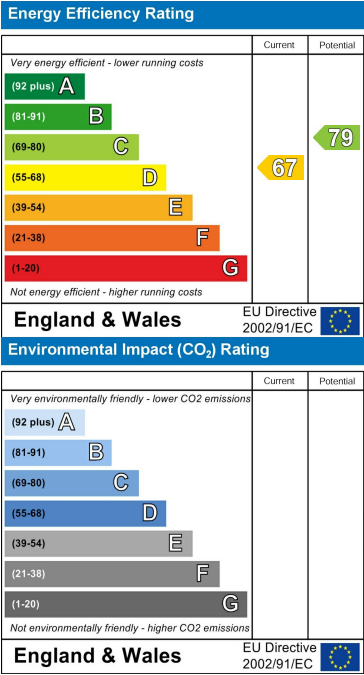 Energy Efficiency Rating
Current Potential
Very energy efficient - lower running costs
(92 plus) A
(81-91) B
(69-80) C
(55-68) D
(39-54) E
(21-38) F
(1-20) G
67
79
Not energy efficient - higher running costs
England & Wales
EU Directive
2002/91/EC
Environmental Impact (CO₂) Rating
Current Potential
Very environmentally friendly - lower CO2 emissions
(92 plus) A
(81-91) B
(69-80) C
(55-68) D
(39-54) E
(21-38) F
(1-20) G
Not environmentally friendly - higher CO2 emissions
England & Wales
EU Directive
2002/91/EC